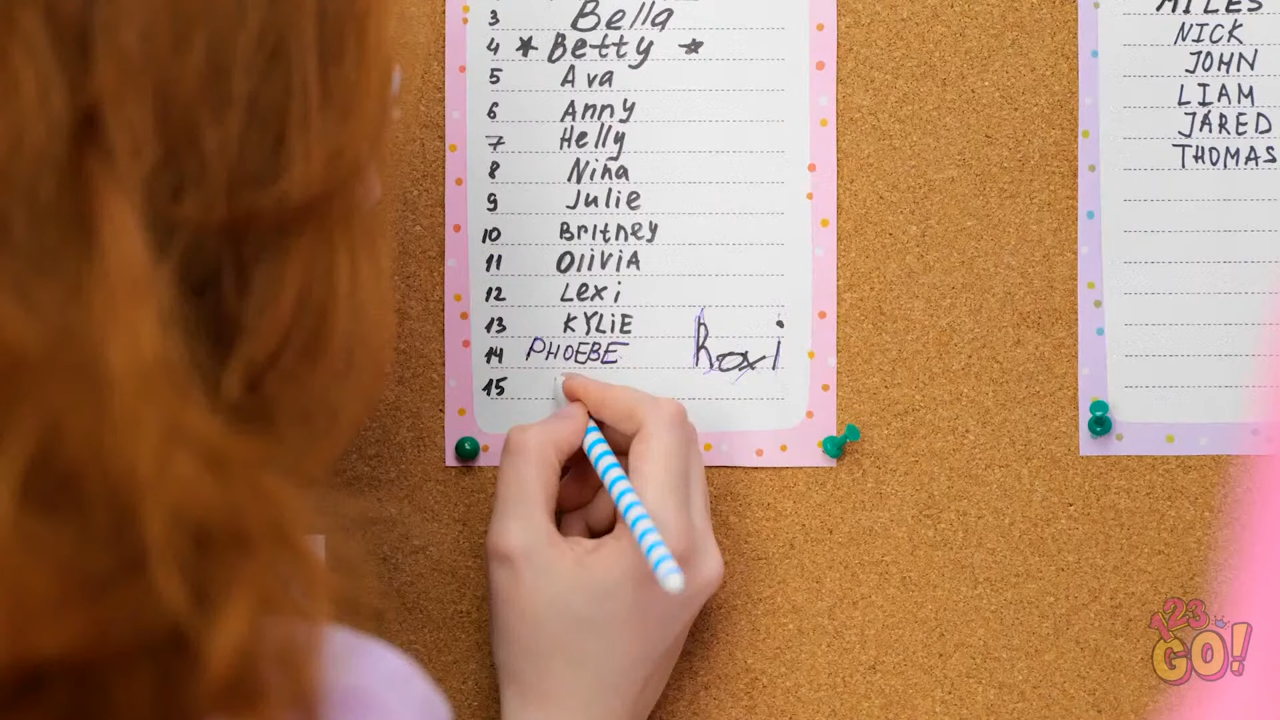 3 Bella
4 * Betty *
5 Ava
6 Anny
7 Helly
8 Nina
9 Julie
10 Britney
11 OliviA
12 Lexi
13 KYLiE
14 PHOEBE Roxi
15
MILES
NICK
JOHN
LIAM
JARED
THOMAS
123 GO!